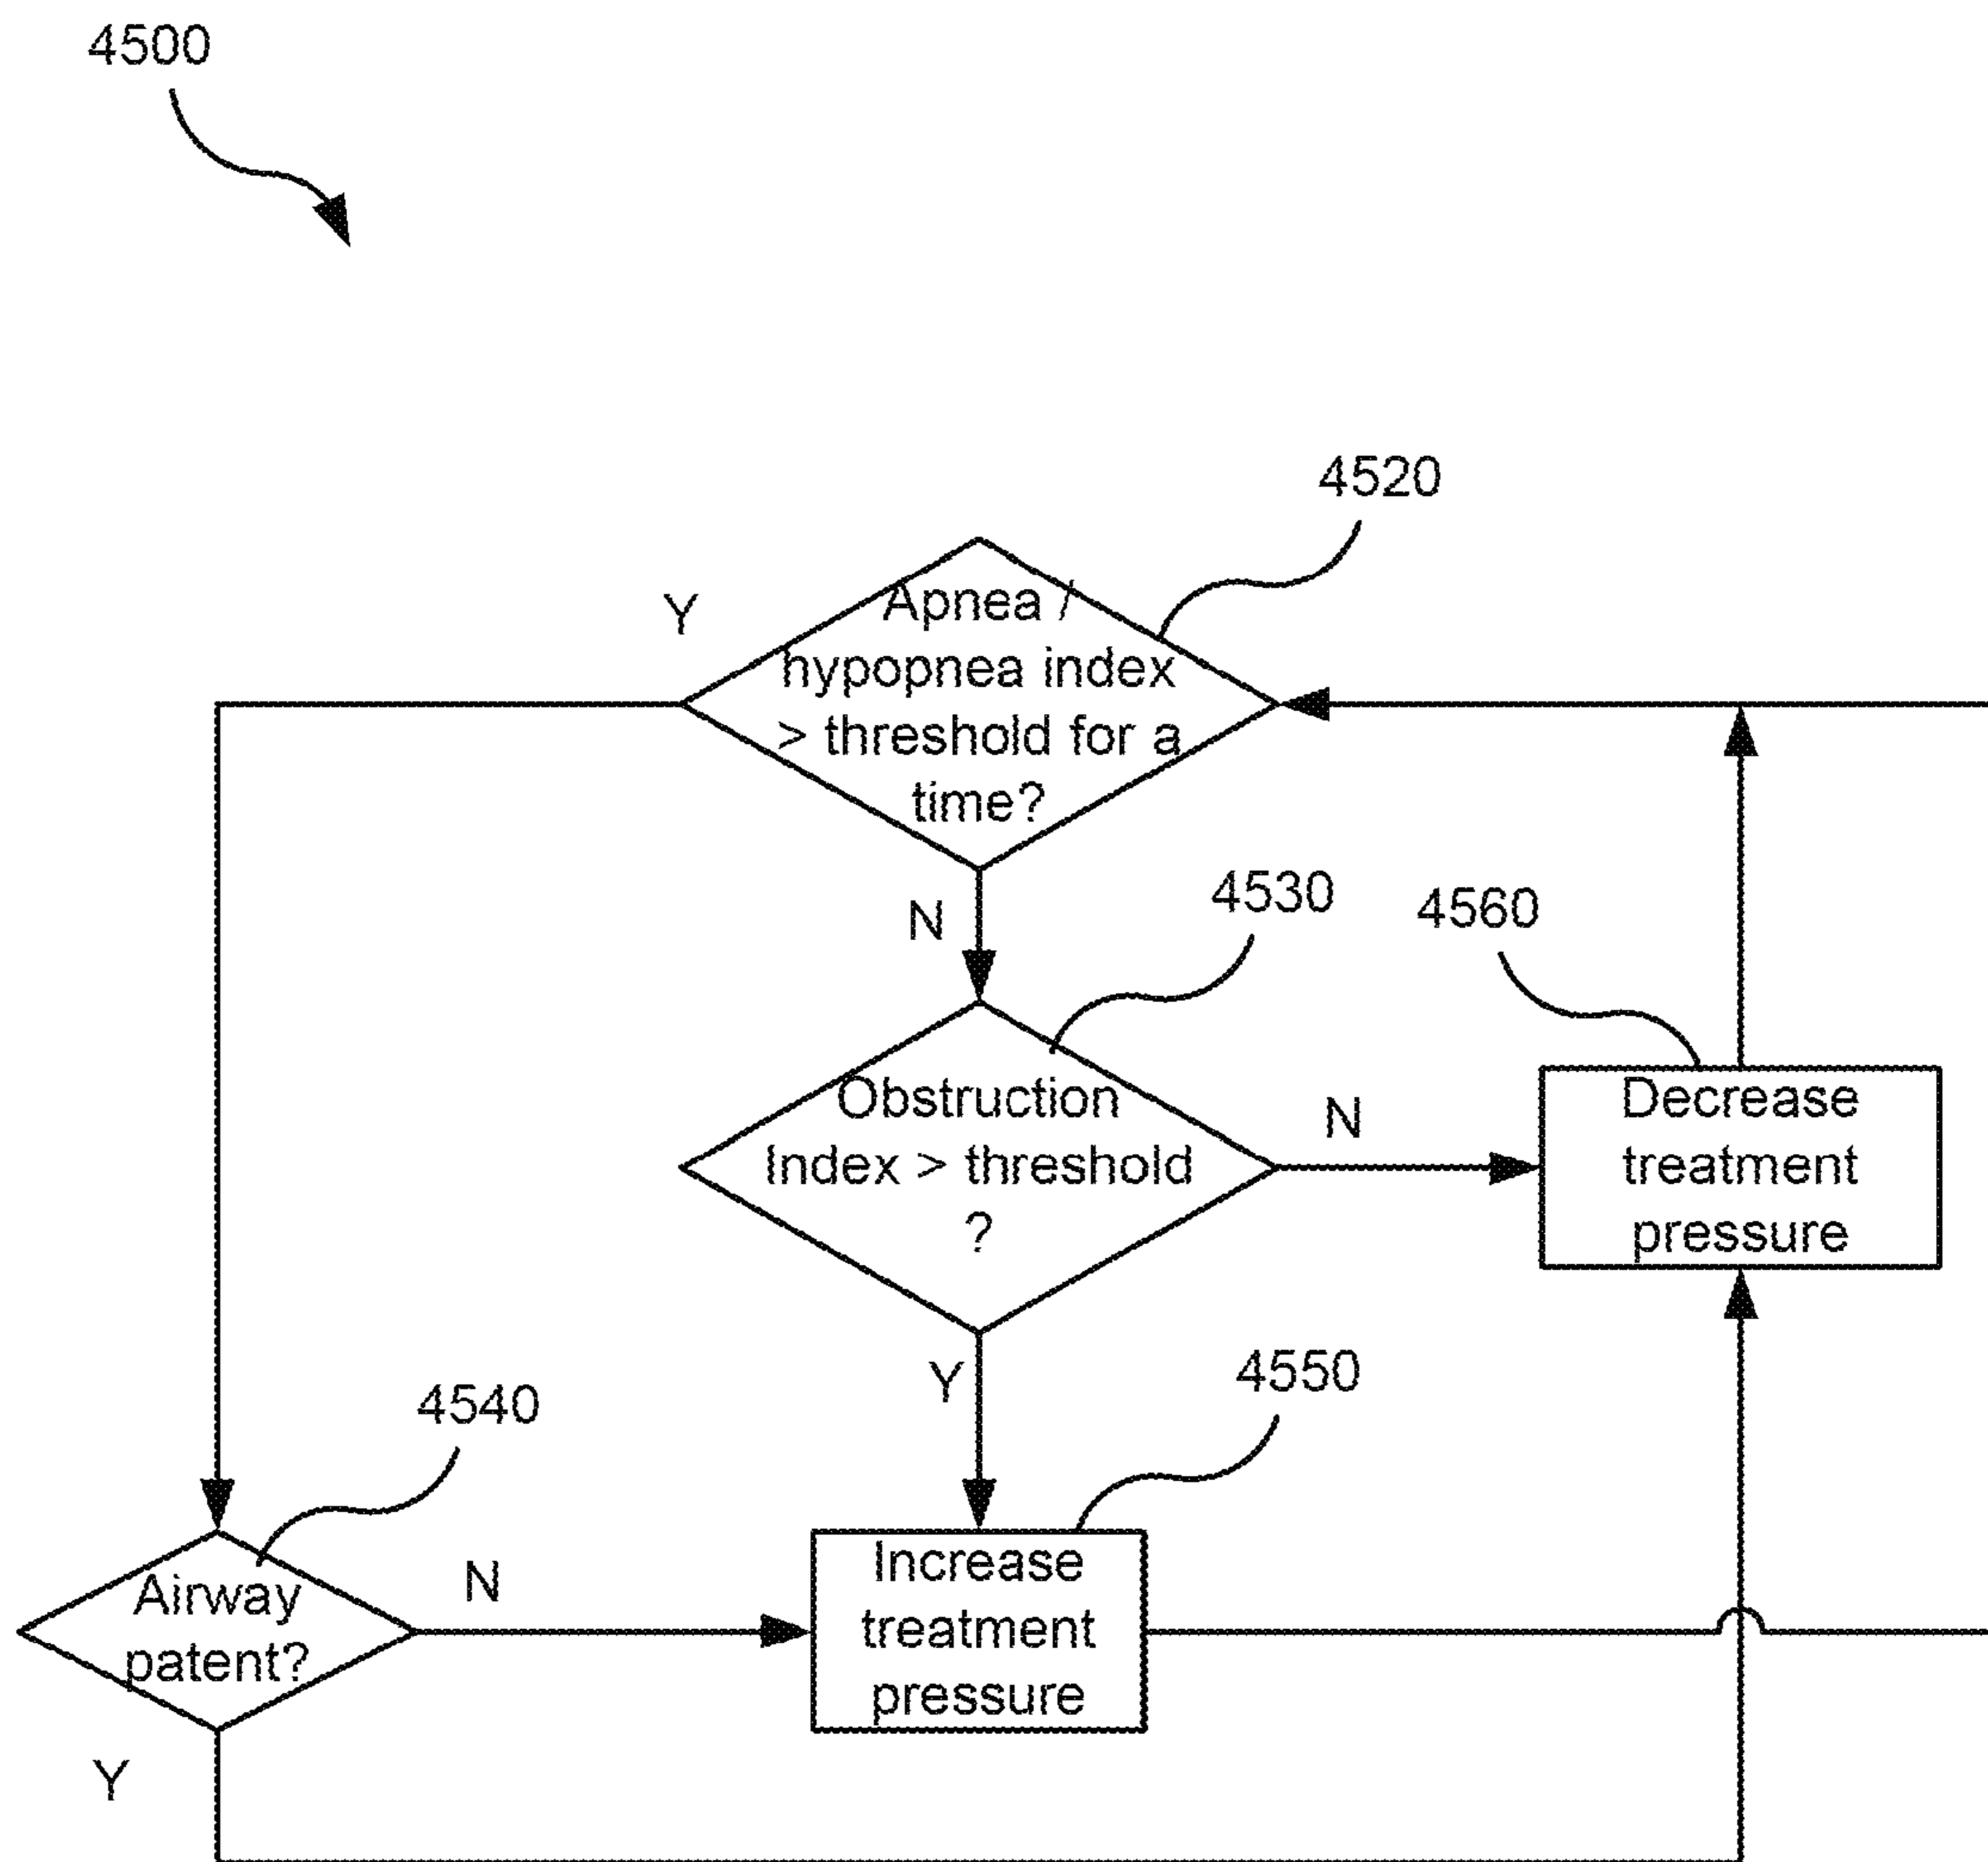 4500
4520
Y
Apnea /
hypopnea index
> threshold for a
time?
N
4530
4560
Obstruction
Index > threshold
?
N
Decrease
treatment
pressure
Y
4550
4540
Airway
patent?
N
Increase
treatment
pressure
Y